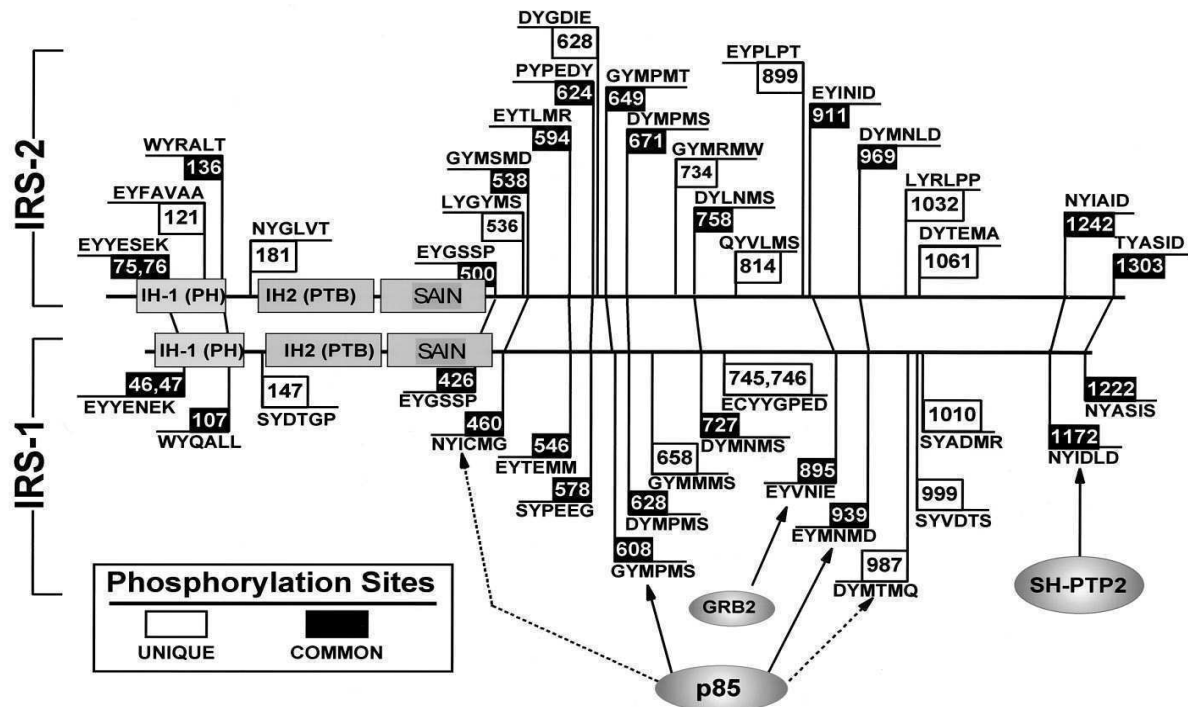 IRS-2
DYGDIE
628
PYPEDY
624
EYTLMR
594
GYMSMD
538
LYGYMS
536
EYGSSP
500
WYRALT
136
EYFAVAA
121
EYYESEK
75,76
NYGLVT
181
GYMPMT
649
DYMPMS
671
GYMRMW
734
DYLNMS
758
QYVLMS
814
EYPLPT
899
EYINID
911
DYMNLD
969
LYRLPP
1032
DYTEMA
1061
NYIAID
1242
TYASID
1303
IH-1 (PH)
IH2 (PTB)
SAIN
IRS-1
IH-1 (PH)
IH2 (PTB)
SAIN
46,47
EYYENEK
107
WYQALL
147
SYDTGP
426
EYGSSP
460
NYICMG
546
EYTEMM
578
SYPEEG
608
GYMPMS
628
DYMPMS
658
GYMMMS
727
DYMNMS
745,746
ECYYGPED
895
EYVNIE
939
EYMNMD
987
DYMTMQ
999
SYVDTS
1010
SYADMR
1172
NYIDLD
1222
NYASIS
GRB2
p85
SH-PTP2
Phosphorylation Sites
UNIQUE
COMMON